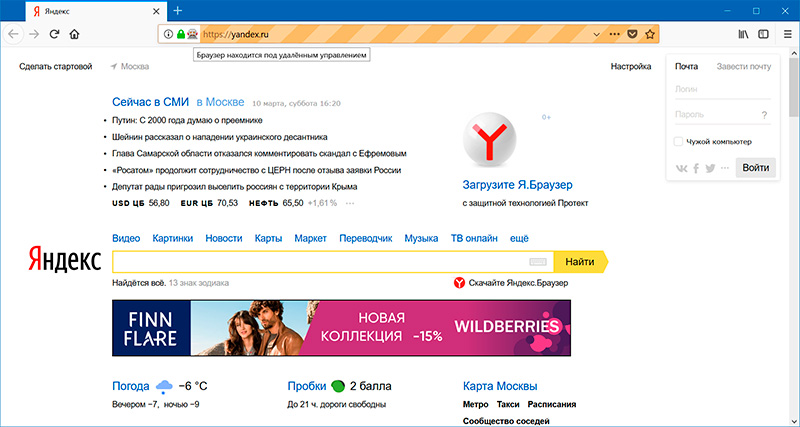 Яндекс
https://yandex.ru
Браузер находится под удалённым управлением
Сделать стартовой
Москва
Настройка
Почта
Завести почту
Логин
Пароль
?
Чужой компьютер
Войти
Сейчас в СМИ в Москве 10 марта, суббота 16:20
Путин: С 2000 года думаю о преемнике
Шейнин рассказал о нападении украинского десантника
Глава Самарской области отказался комментировать скандал с Ефремовым
«Росатом» продолжит сотрудничество с ЦЕРН после отзыва заявки России
Депутат рады пригрозил выселить россиян с территории Крыма
USD ЦБ 56,80 EUR ЦБ 70,53 НЕФТЬ 65,50 +1,61% ···
0+
Загрузите Я.Браузер
с защитной технологией Протект
Видео Картинки Новости Карты Маркет Переводчик Музыка ТВ онлайн ещё
Яндекс
Найти
Найдётся всё. 13 знак зодиака
Скачайте Яндекс.Браузер
FINN
FLARE
НОВАЯ
КОЛЛЕКЦИЯ -15%
WILDBERRIES
Погода −6 °C
Вечером −7, ночью −9
Пробки 2 балла
До 21 ч. дороги свободны
Карта Москвы
Метро Такси Расписания
Сообщество соседей